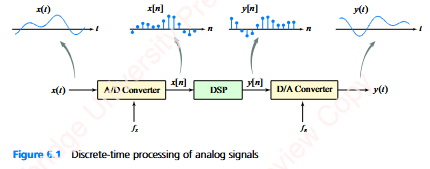 x(t) x[n] y[n] y(t)
t n n t
x(t) A/D Converter x[n] DSP y[n] D/A Converter y(t)
fs fs
Figure 6.1 Discrete-time processing of analog signals